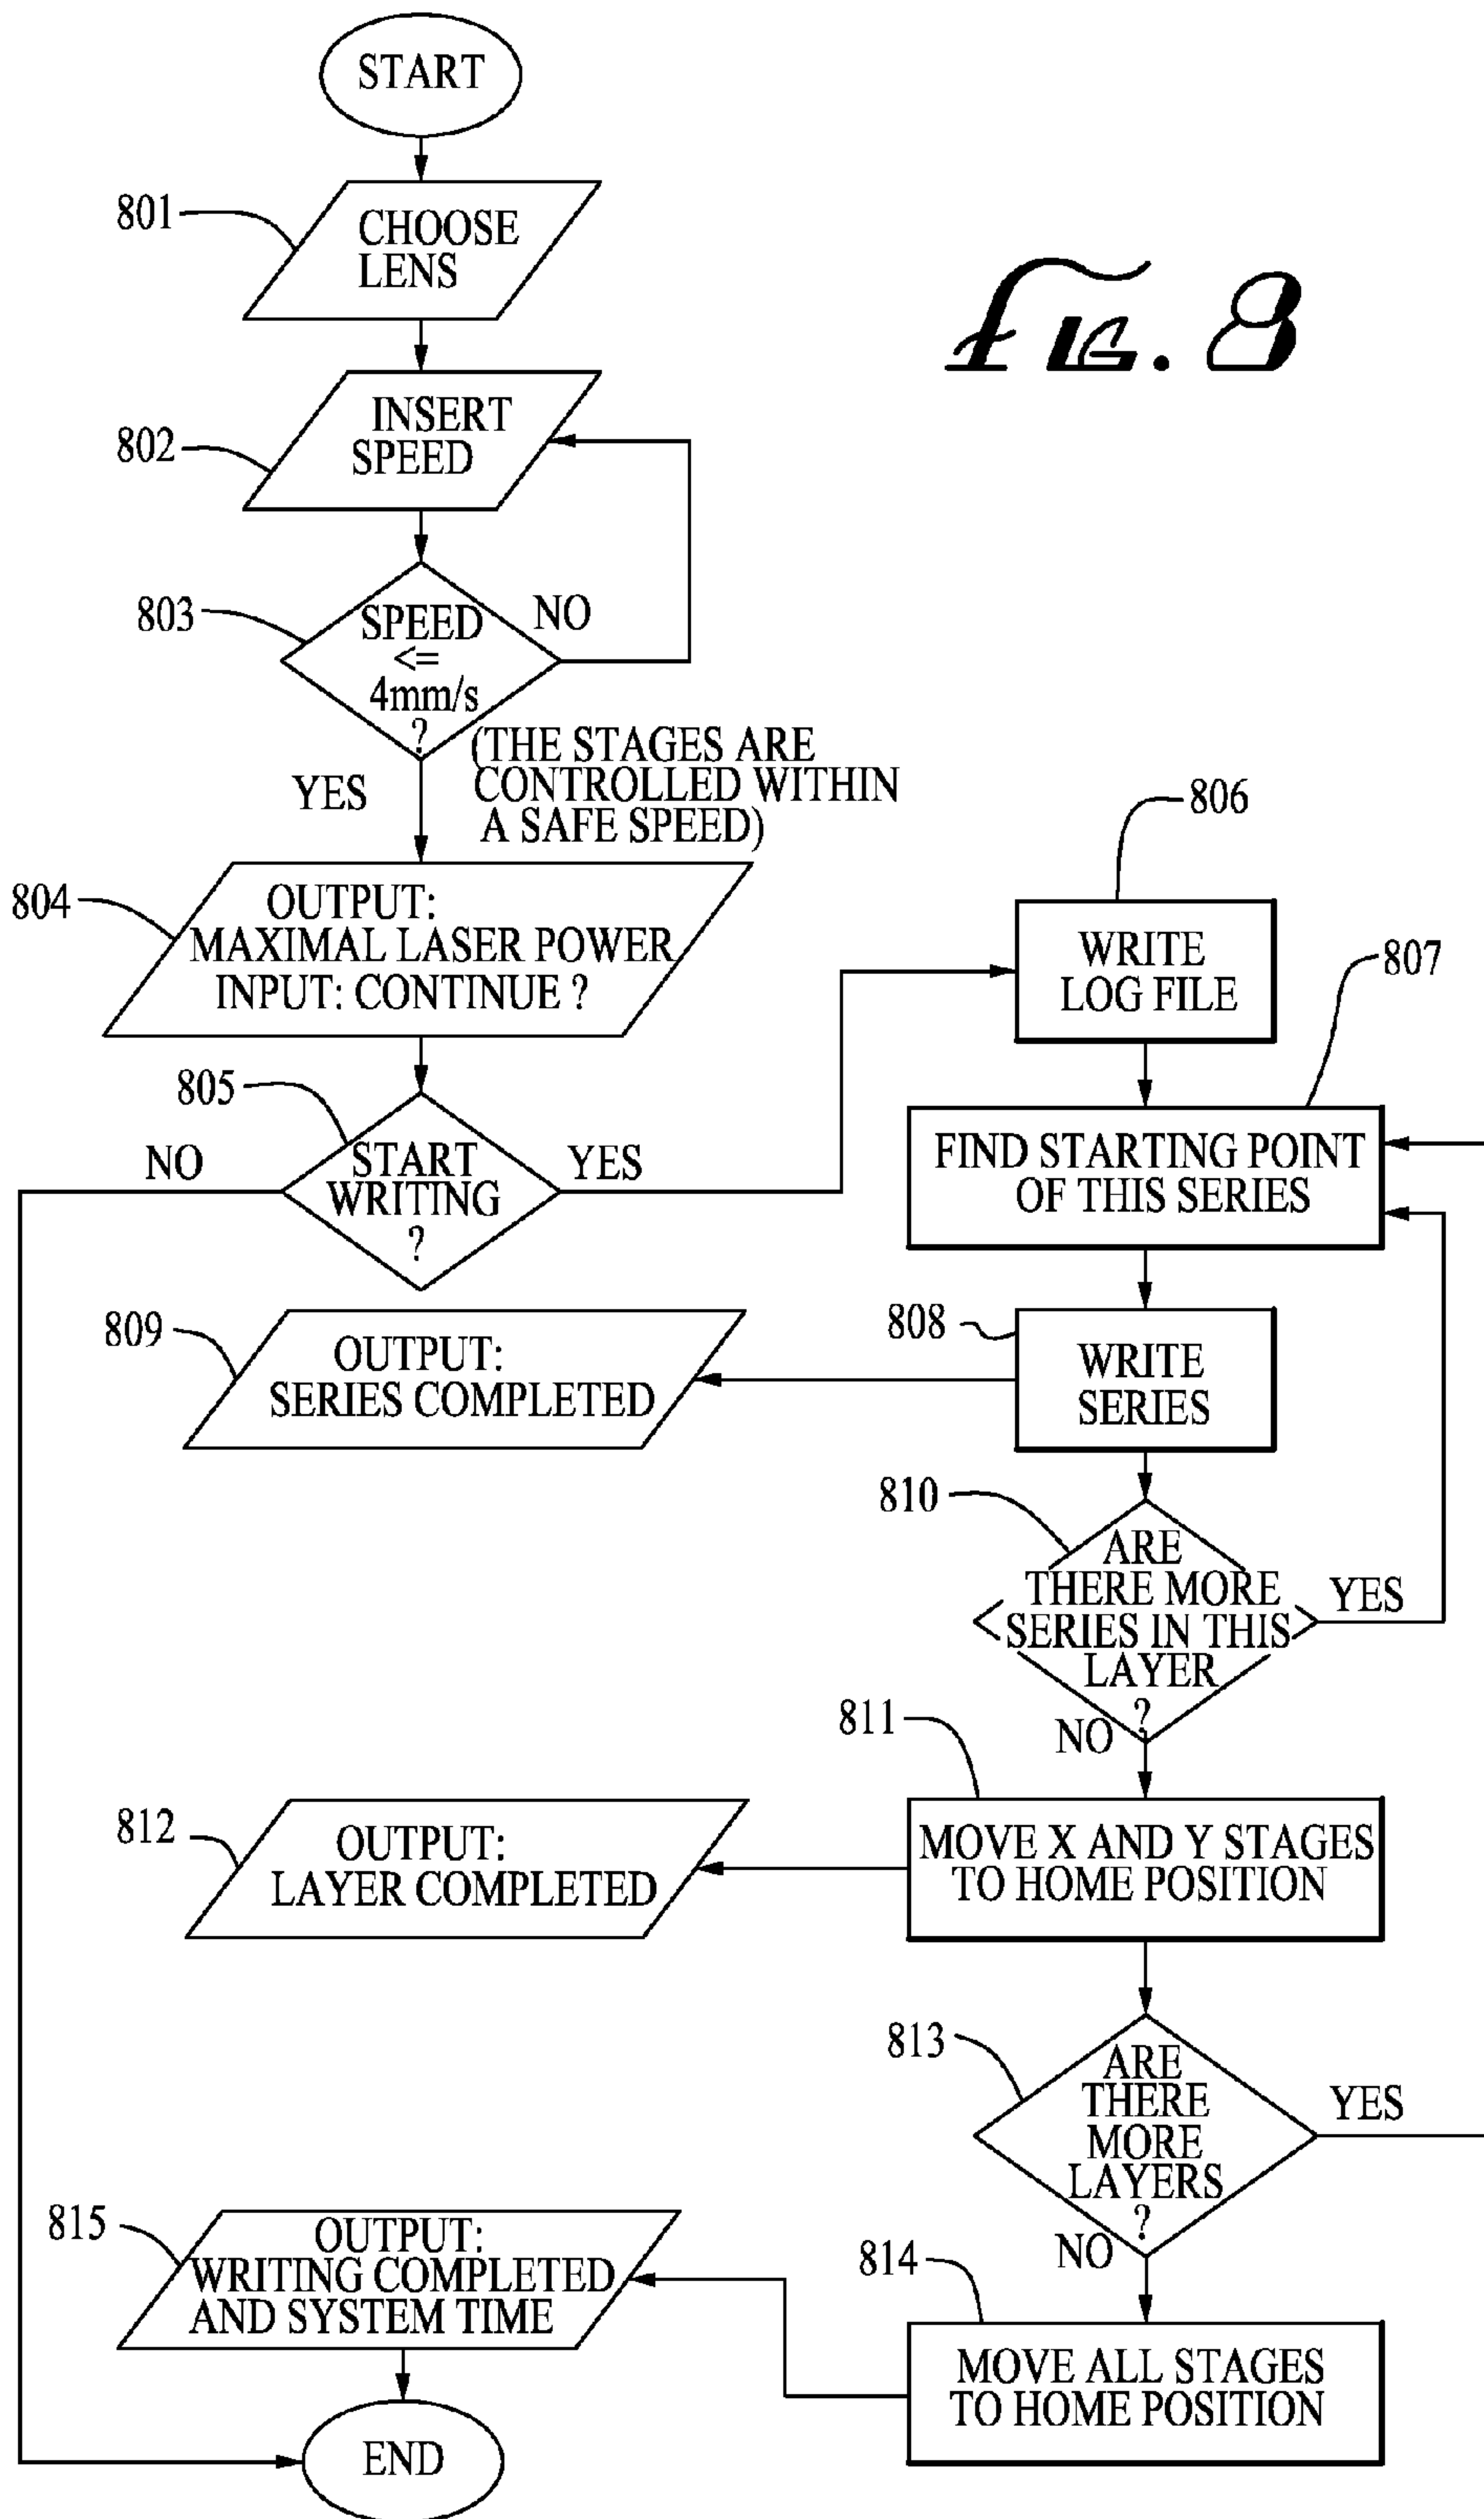 START
801
CHOOSE
LENS
FIG. 8
802
INSERT
SPEED
803
SPEED
<=
4mm/s
?
NO
YES
(THE STAGES ARE
CONTROLLED WITHIN
A SAFE SPEED)
804
OUTPUT:
MAXIMAL LASER POWER
INPUT: CONTINUE ?
805
START
WRITING
?
NO
YES
806
WRITE
LOG FILE
807
FIND STARTING POINT
OF THIS SERIES
808
WRITE
SERIES
809
OUTPUT:
SERIES COMPLETED
810
ARE
THERE MORE
SERIES IN THIS
LAYER
?
YES
NO
811
MOVE X AND Y STAGES
TO HOME POSITION
812
OUTPUT:
LAYER COMPLETED
813
ARE
THERE
MORE
LAYERS
?
YES
NO
814
MOVE ALL STAGES
TO HOME POSITION
815
OUTPUT:
WRITING COMPLETED
AND SYSTEM TIME
END